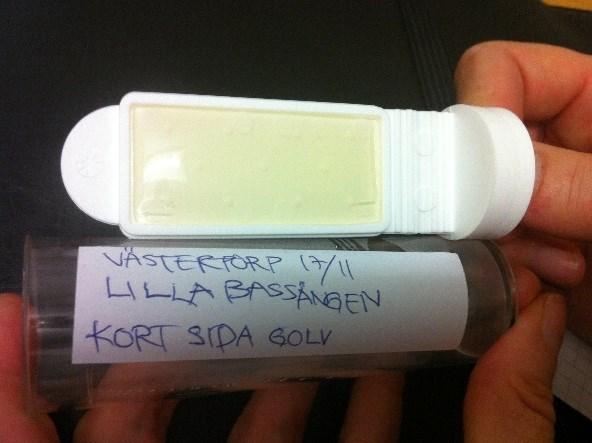 VÄSTERTORP 17/11
LILLA BASSÄNGEN
KORT SIDA GOLV